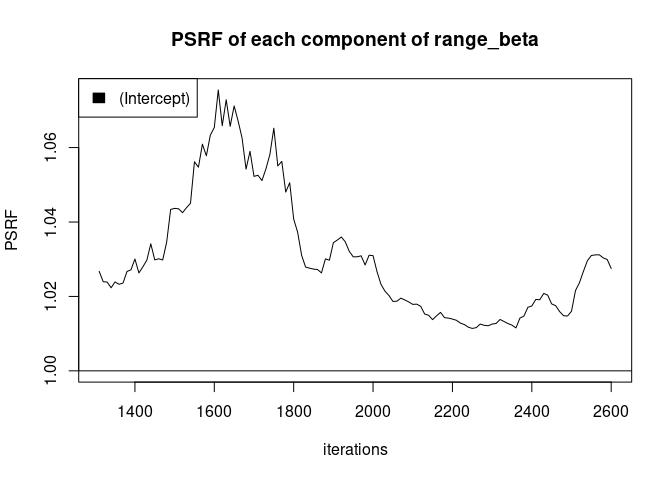 PSRF of each component of range_beta
(Intercept)
PSRF
1.06
1.04
1.02
1.00
1400 1600 1800 2000 2200 2400 2600
iterations